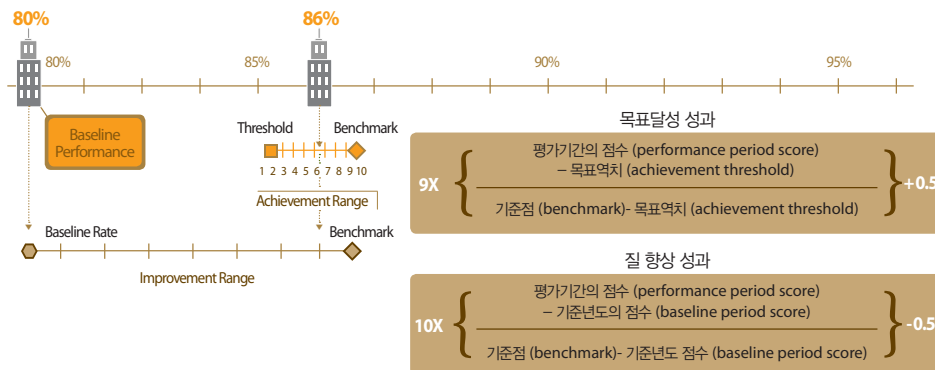 80%
86%
80%
85%
90%
95%
Baseline
Performance
Threshold
Benchmark
1 2 3 4 5 6 7 8 9 10
Achievement Range
Baseline Rate
Benchmark
Improvement Range
목표달성 성과
9X
평가기간의 점수 (performance period score)
– 목표역치 (achievement threshold)
기준점 (benchmark)- 목표역치 (achievement threshold)
+0.5
질 향상 성과
10X
평가기간의 점수 (performance period score)
– 기준년도의 점수 (baseline period score)
기준점 (benchmark)- 기준년도 점수 (baseline period score)
-0.5